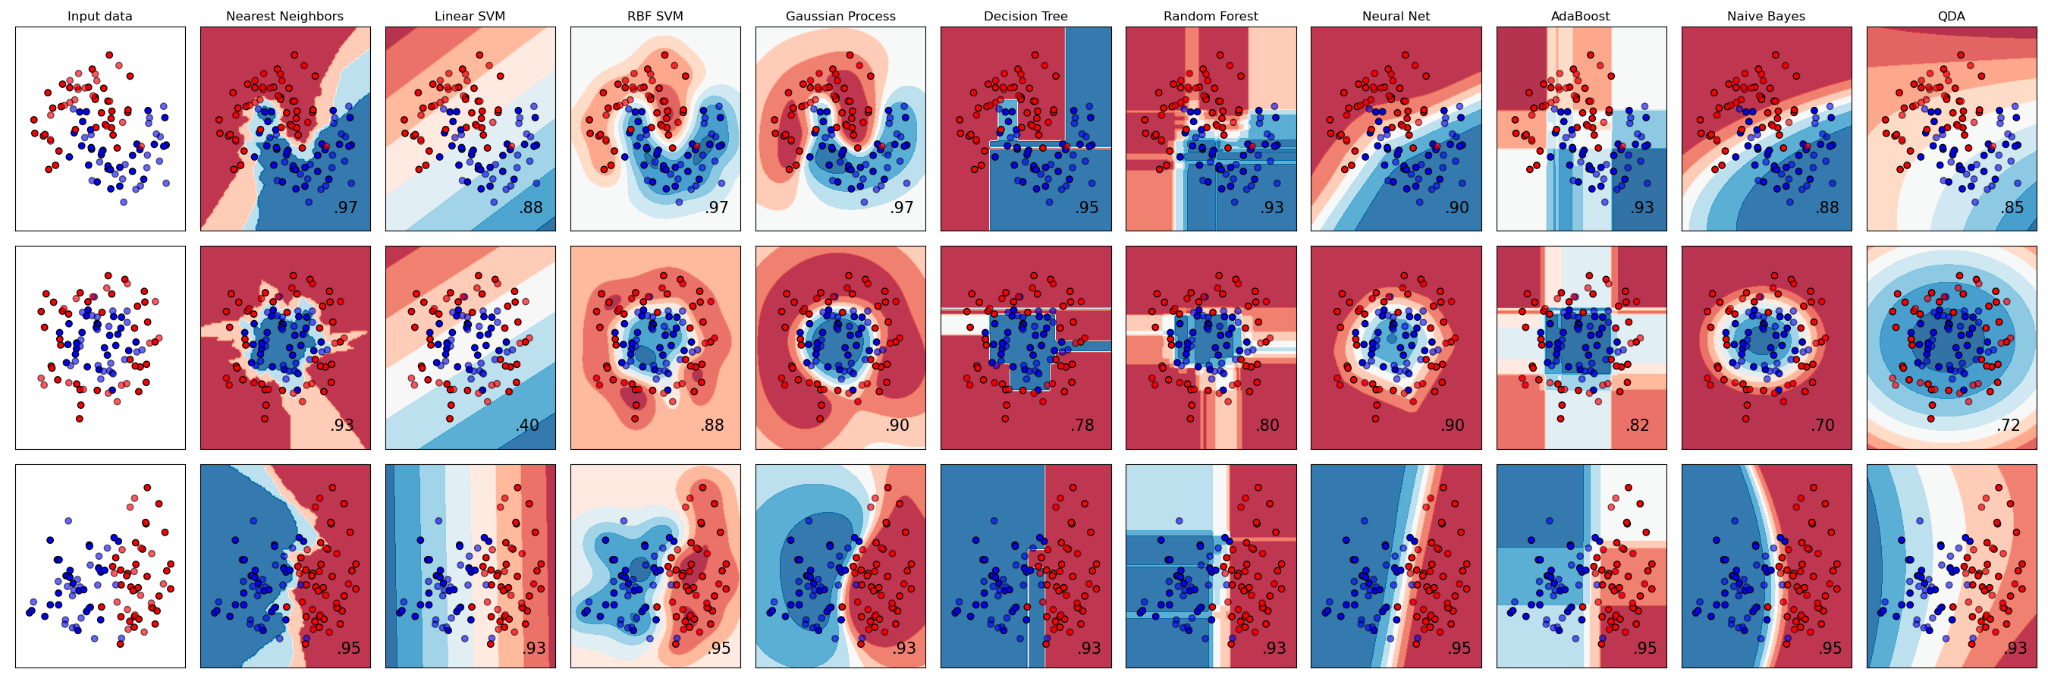 Input data Nearest Neighbors Linear SVM RBF SVM Gaussian Process Decision Tree Random Forest Neural Net AdaBoost Naive Bayes QDA
.97 .88 .97 .97 .95 .93 .90 .93 .88 .85
.93 .40 .88 .90 .78 .80 .90 .82 .70 .72
.95 .93 .95 .93 .93 .93 .95 .95 .95 .93